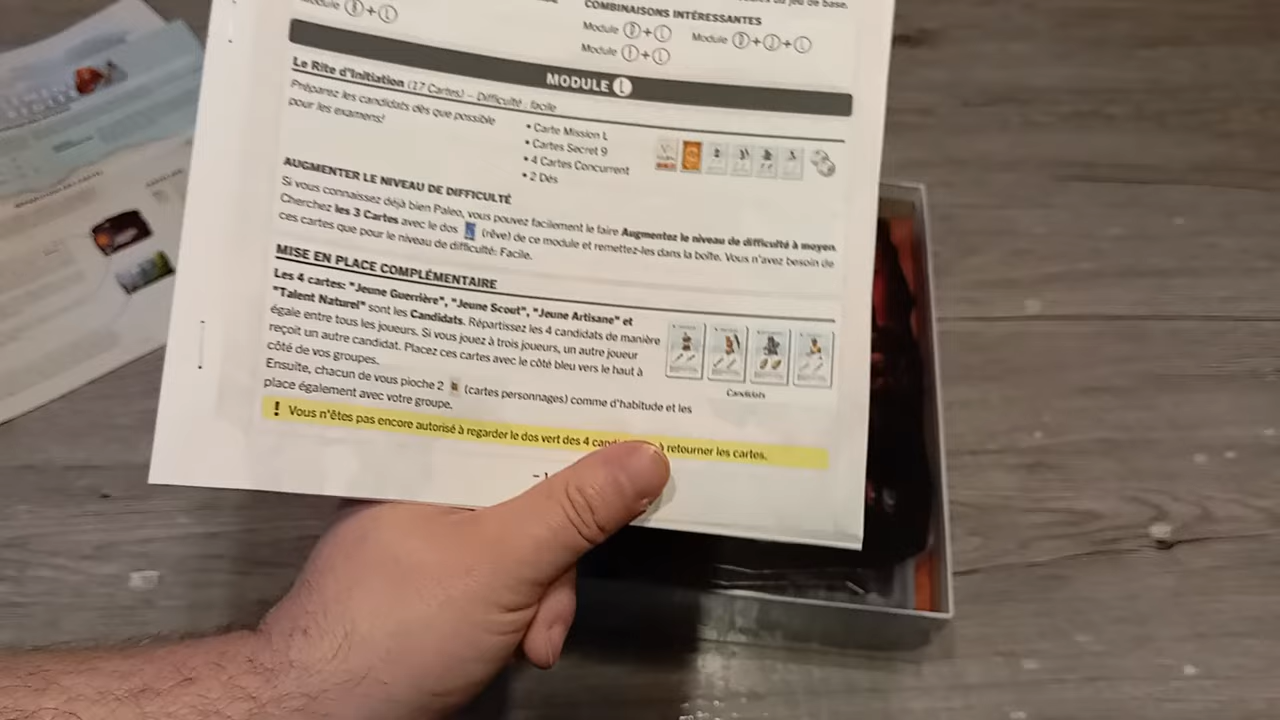 du jeu de base.
Module Ⓑ+Ⓛ
COMBINAISONS INTÉRESSANTES
Module Ⓓ+Ⓛ Module Ⓓ+Ⓙ+Ⓛ
Module Ⓘ+Ⓛ
MODULE Ⓛ
Le Rite d'Initiation (17 Cartes) – Difficulté : facile
Préparez les candidats dès que possible
pour les examens!
• Carte Mission L
• Cartes Secret 9
• 4 Cartes Concurrent
• 2 Dés
AUGMENTER LE NIVEAU DE DIFFICULTÉ
Si vous connaissez déjà bien Paleo, vous pouvez facilement le faire Augmentez le niveau de difficulté à moyen.
Cherchez les 3 Cartes avec le dos (rêve) de ce module et remettez-les dans la boîte. Vous n'avez besoin de
ces cartes que pour le niveau de difficulté: Facile.
MISE EN PLACE COMPLÉMENTAIRE
Les 4 cartes: "Jeune Guerrière", "Jeune Scout", "Jeune Artisane" et
"Talent Naturel" sont les Candidats. Répartissez les 4 candidats de manière
égale entre tous les joueurs. Si vous jouez à trois joueurs, un autre joueur
reçoit un autre candidat. Placez ces cartes avec le côté bleu vers le haut à
côté de vos groupes.
Candidats
Ensuite, chacun de vous pioche 2 (cartes personnages) comme d'habitude et les
place également avec votre groupe.
! Vous n'êtes pas encore autorisé à regarder le dos vert des 4 à retourner les cartes.